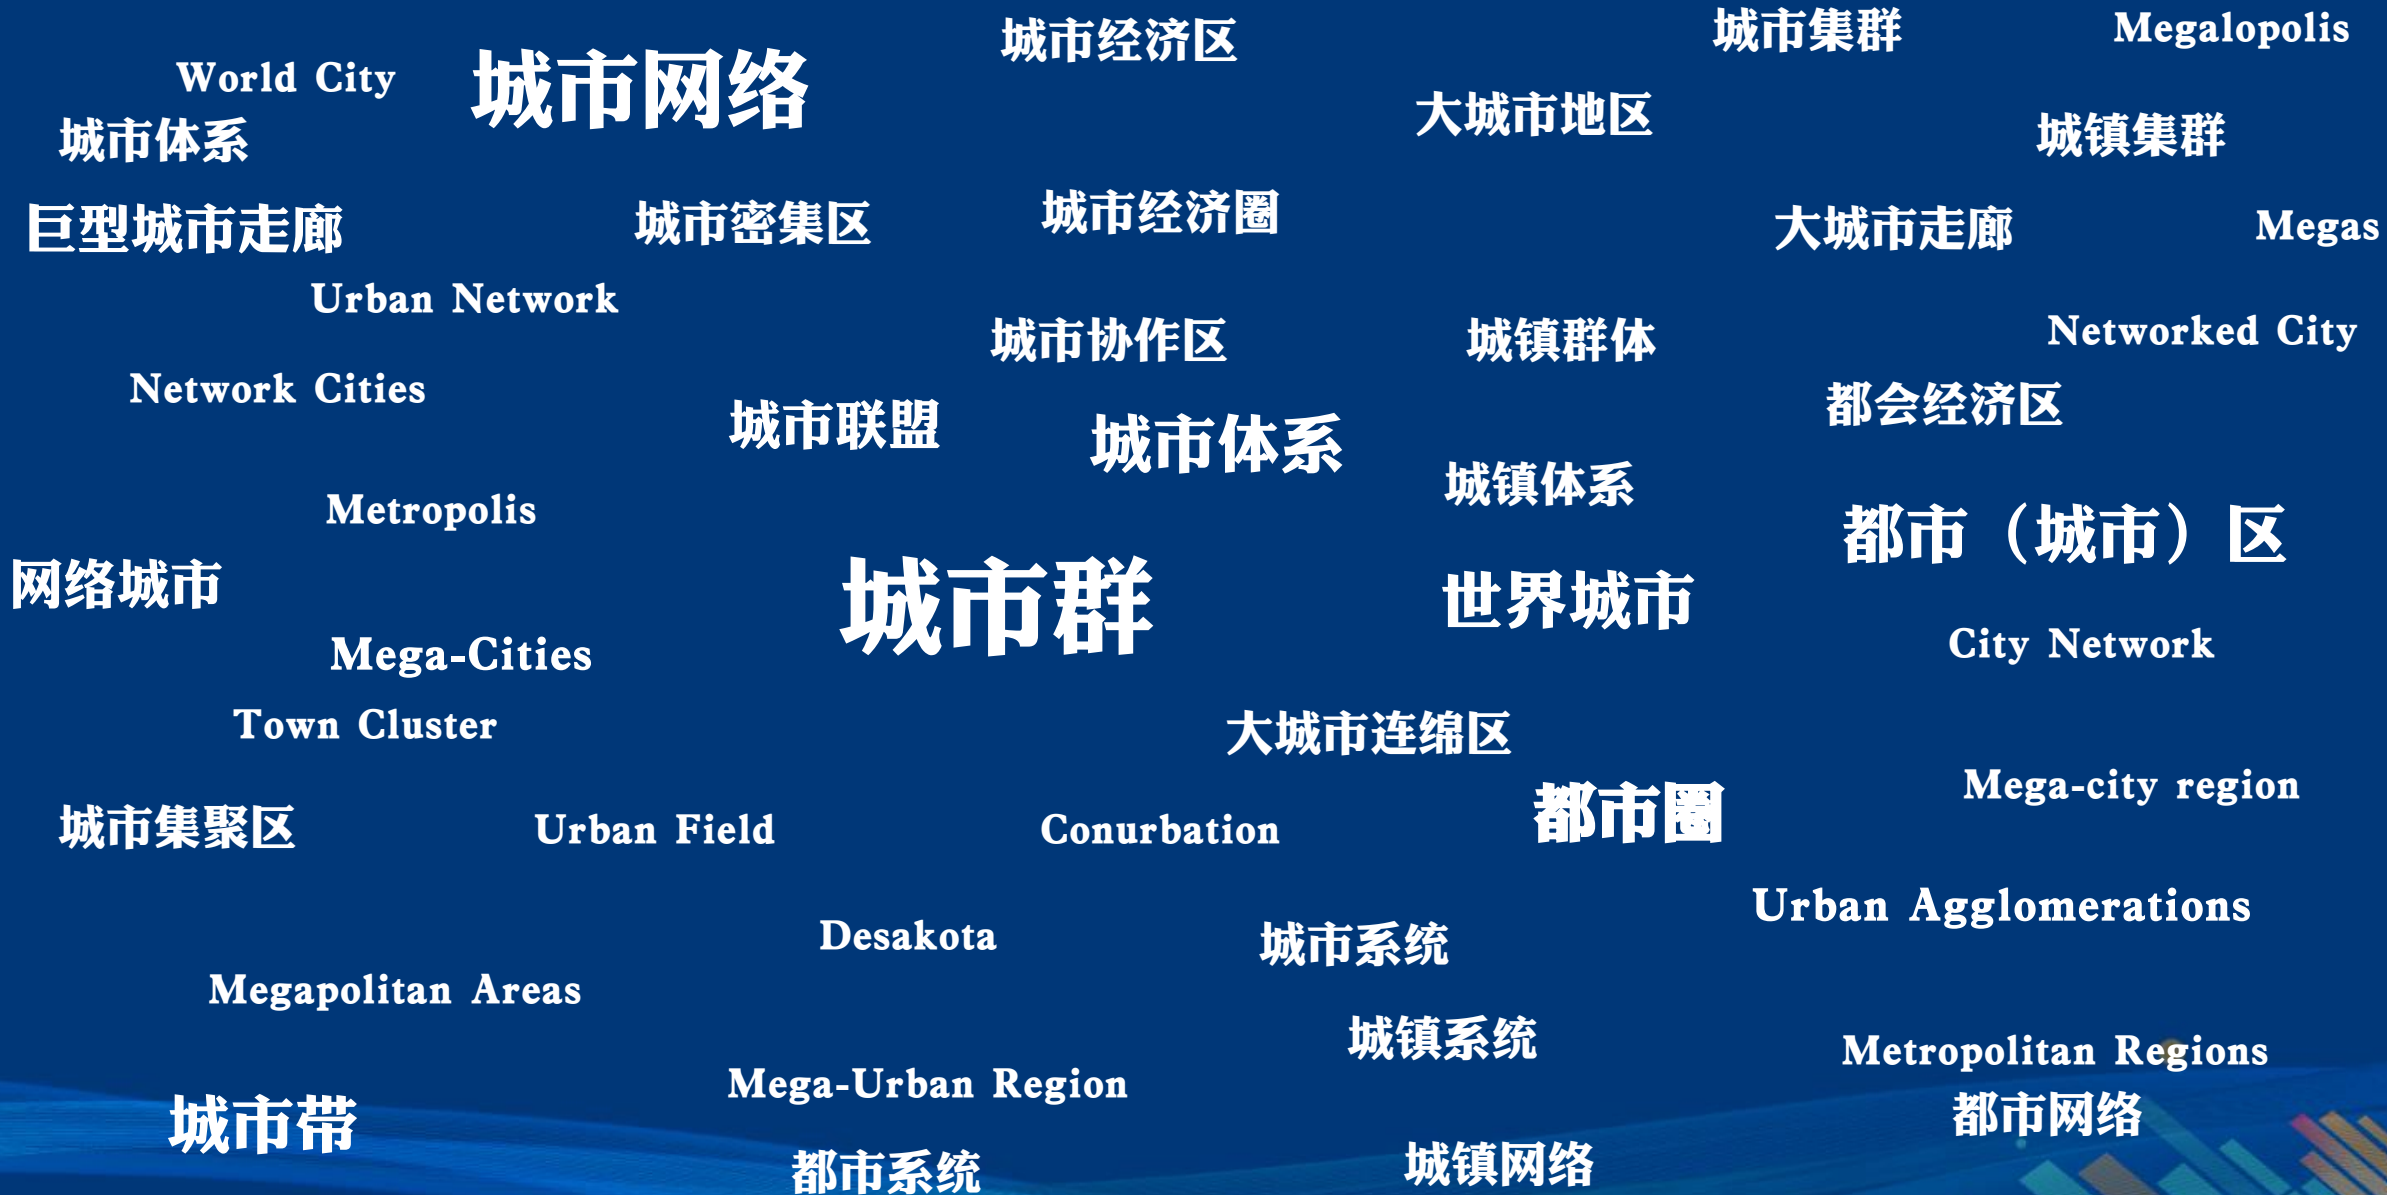 城市经济区
城市集群
Megalopolis
World City
城市网络
大城市地区
城市体系
城镇集群
巨型城市走廊
城市密集区
城市经济圈
大城市走廊
Megas
Urban Network
城市协作区
城镇群体
Networked City
Network Cities
城市联盟
城市体系
都会经济区
城镇体系
Metropolis
都市（城市）区
网络城市
城市群
世界城市
Mega-Cities
City Network
Town Cluster
大城市连绵区
Mega-city region
城市集聚区
Urban Field
Conurbation
都市圈
Urban Agglomerations
Desakota
城市系统
Megapolitan Areas
城镇系统
Metropolitan Regions
Mega-Urban Region
城市带
都市网络
都市系统
城镇网络